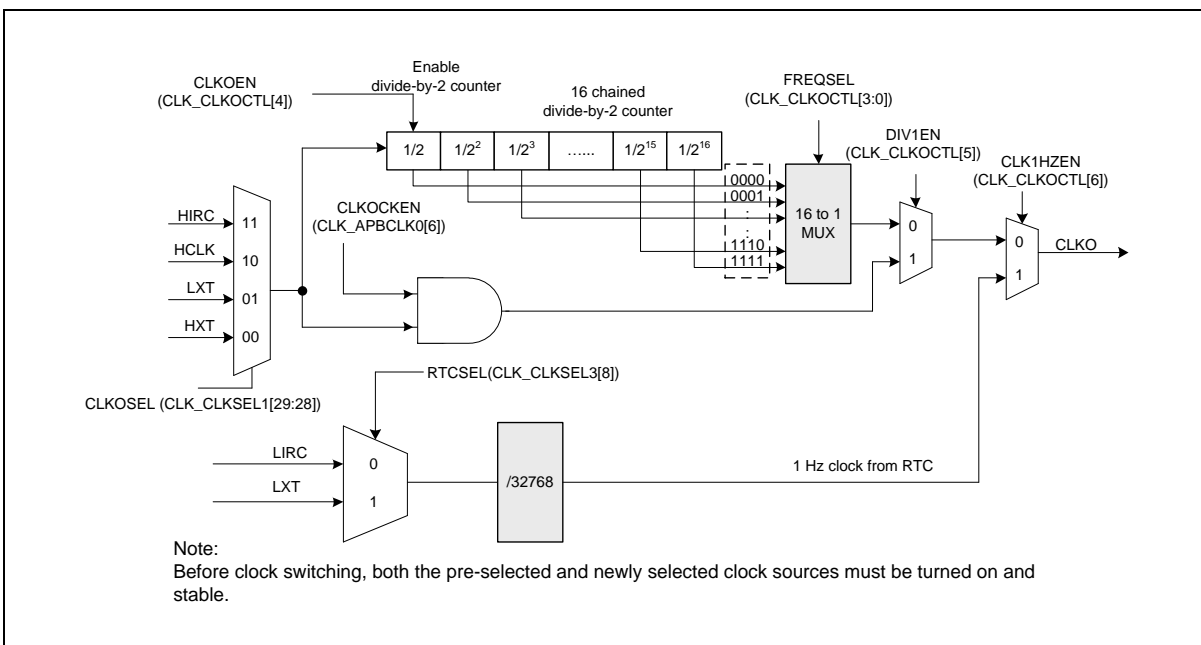 CLKOEN
(CLK_CLKOCTL[4])
Enable
divide-by-2 counter
16 chained
divide-by-2 counter
FREQSEL
(CLK_CLKOCTL[3:0])
DIV1EN
(CLK_CLKOCTL[5])
CLK1HZEN
(CLK_CLKOCTL[6])
1/2
1/2²
1/2³
…...
1/2¹⁵
1/2¹⁶
0000
0001
:
:
1110
1111
16 to 1
MUX
0
1
0
1
CLKO
HIRC
HCLK
LXT
HXT
11
10
01
00
CLKOCKEN
(CLK_APBCLK0[6])
CLKOSEL (CLK_CLKSEL1[29:28])
RTCSEL(CLK_CLKSEL3[8])
LIRC
LXT
0
1
/32768
1 Hz clock from RTC
Note:
Before clock switching, both the pre-selected and newly selected clock sources must be turned on and
stable.